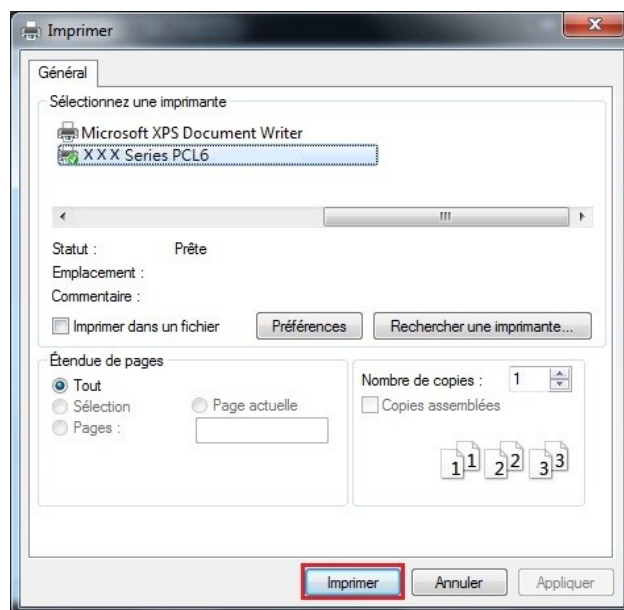 Imprimer
Général
Sélectionnez une imprimante
Microsoft XPS Document Writer
X X X Series PCL6
Statut : Prête
Emplacement :
Commentaire :
Imprimer dans un fichier Préférences Rechercher une imprimante...
Étendue de pages
Tout
Sélection Page actuelle
Pages :
Nombre de copies : 1
Copies assemblées
1 1 2 2 3 3
Imprimer Annuler Appliquer